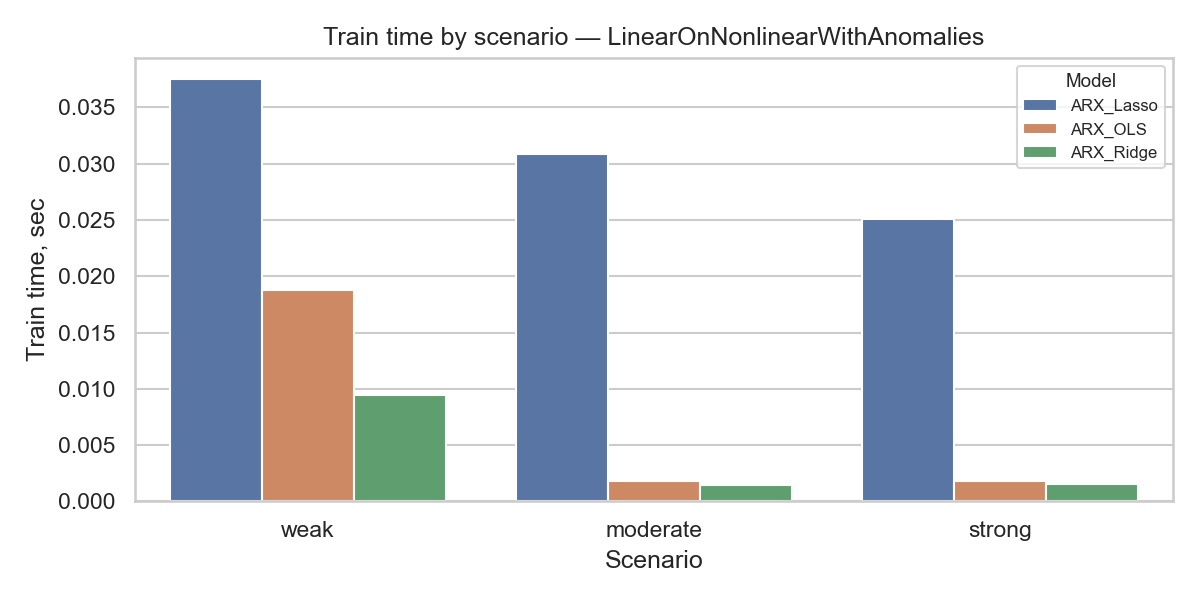 Train time by scenario — LinearOnNonlinearWithAnomalies
Model
ARX_Lasso
ARX_OLS
ARX_Ridge
Train time, sec
0.035
0.030
0.025
0.020
0.015
0.010
0.005
0.000
weak moderate strong
Scenario